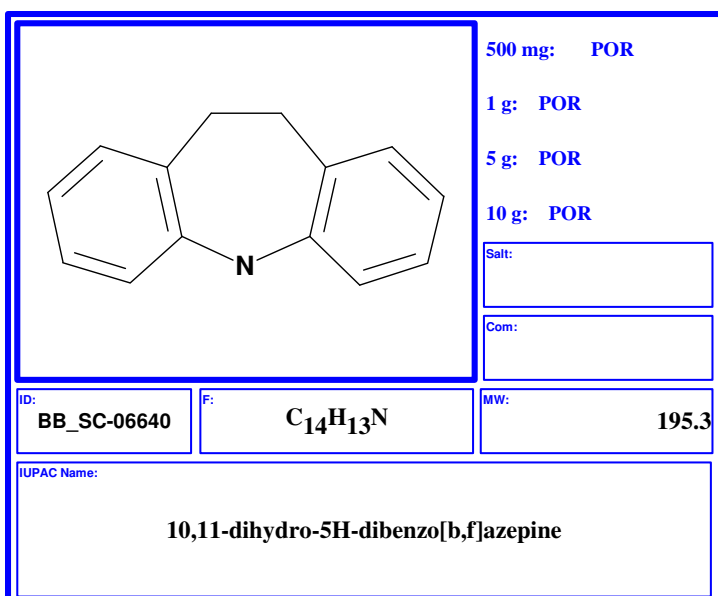 N
500 mg: POR
1 g: POR
5 g: POR
10 g: POR
Salt:
Com:
ID:
BB_SC-06640
F:
C14H13N
MW:
195.3
IUPAC Name:
10,11-dihydro-5H-dibenzo[b,f]azepine